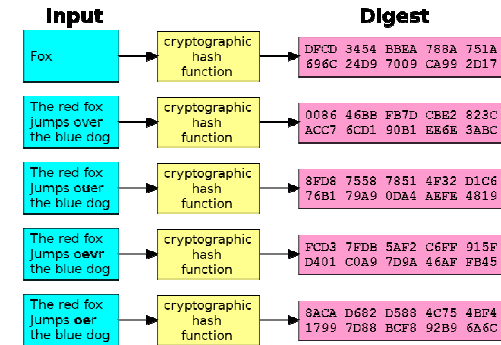 Input
Digest
Fox
cryptographic
hash
function
DFCD 3454 BBEA 788A 751A
696C 24D9 7009 CA99 2D17
The red fox
jumps over
the blue dog
cryptographic
hash
function
0086 46BB FB7D CBE2 823C
ACC7 6CD1 90B1 EE6E 3ABC
The red fox
jumps ouer
the blue dog
cryptographic
hash
function
8FD8 7558 7851 4F32 D1C6
76B1 79A9 0DA4 AEFE 4819
The red fox
jumps oevr
the blue dog
cryptographic
hash
function
FCD3 7FDB 5AF2 C6FF 915F
D401 C0A9 7D9A 46AF FB45
The red fox
jumps oer
the blue dog
cryptographic
hash
function
8ACA D682 D588 4C75 4BF4
1799 7D88 BCF8 92B9 6A6C